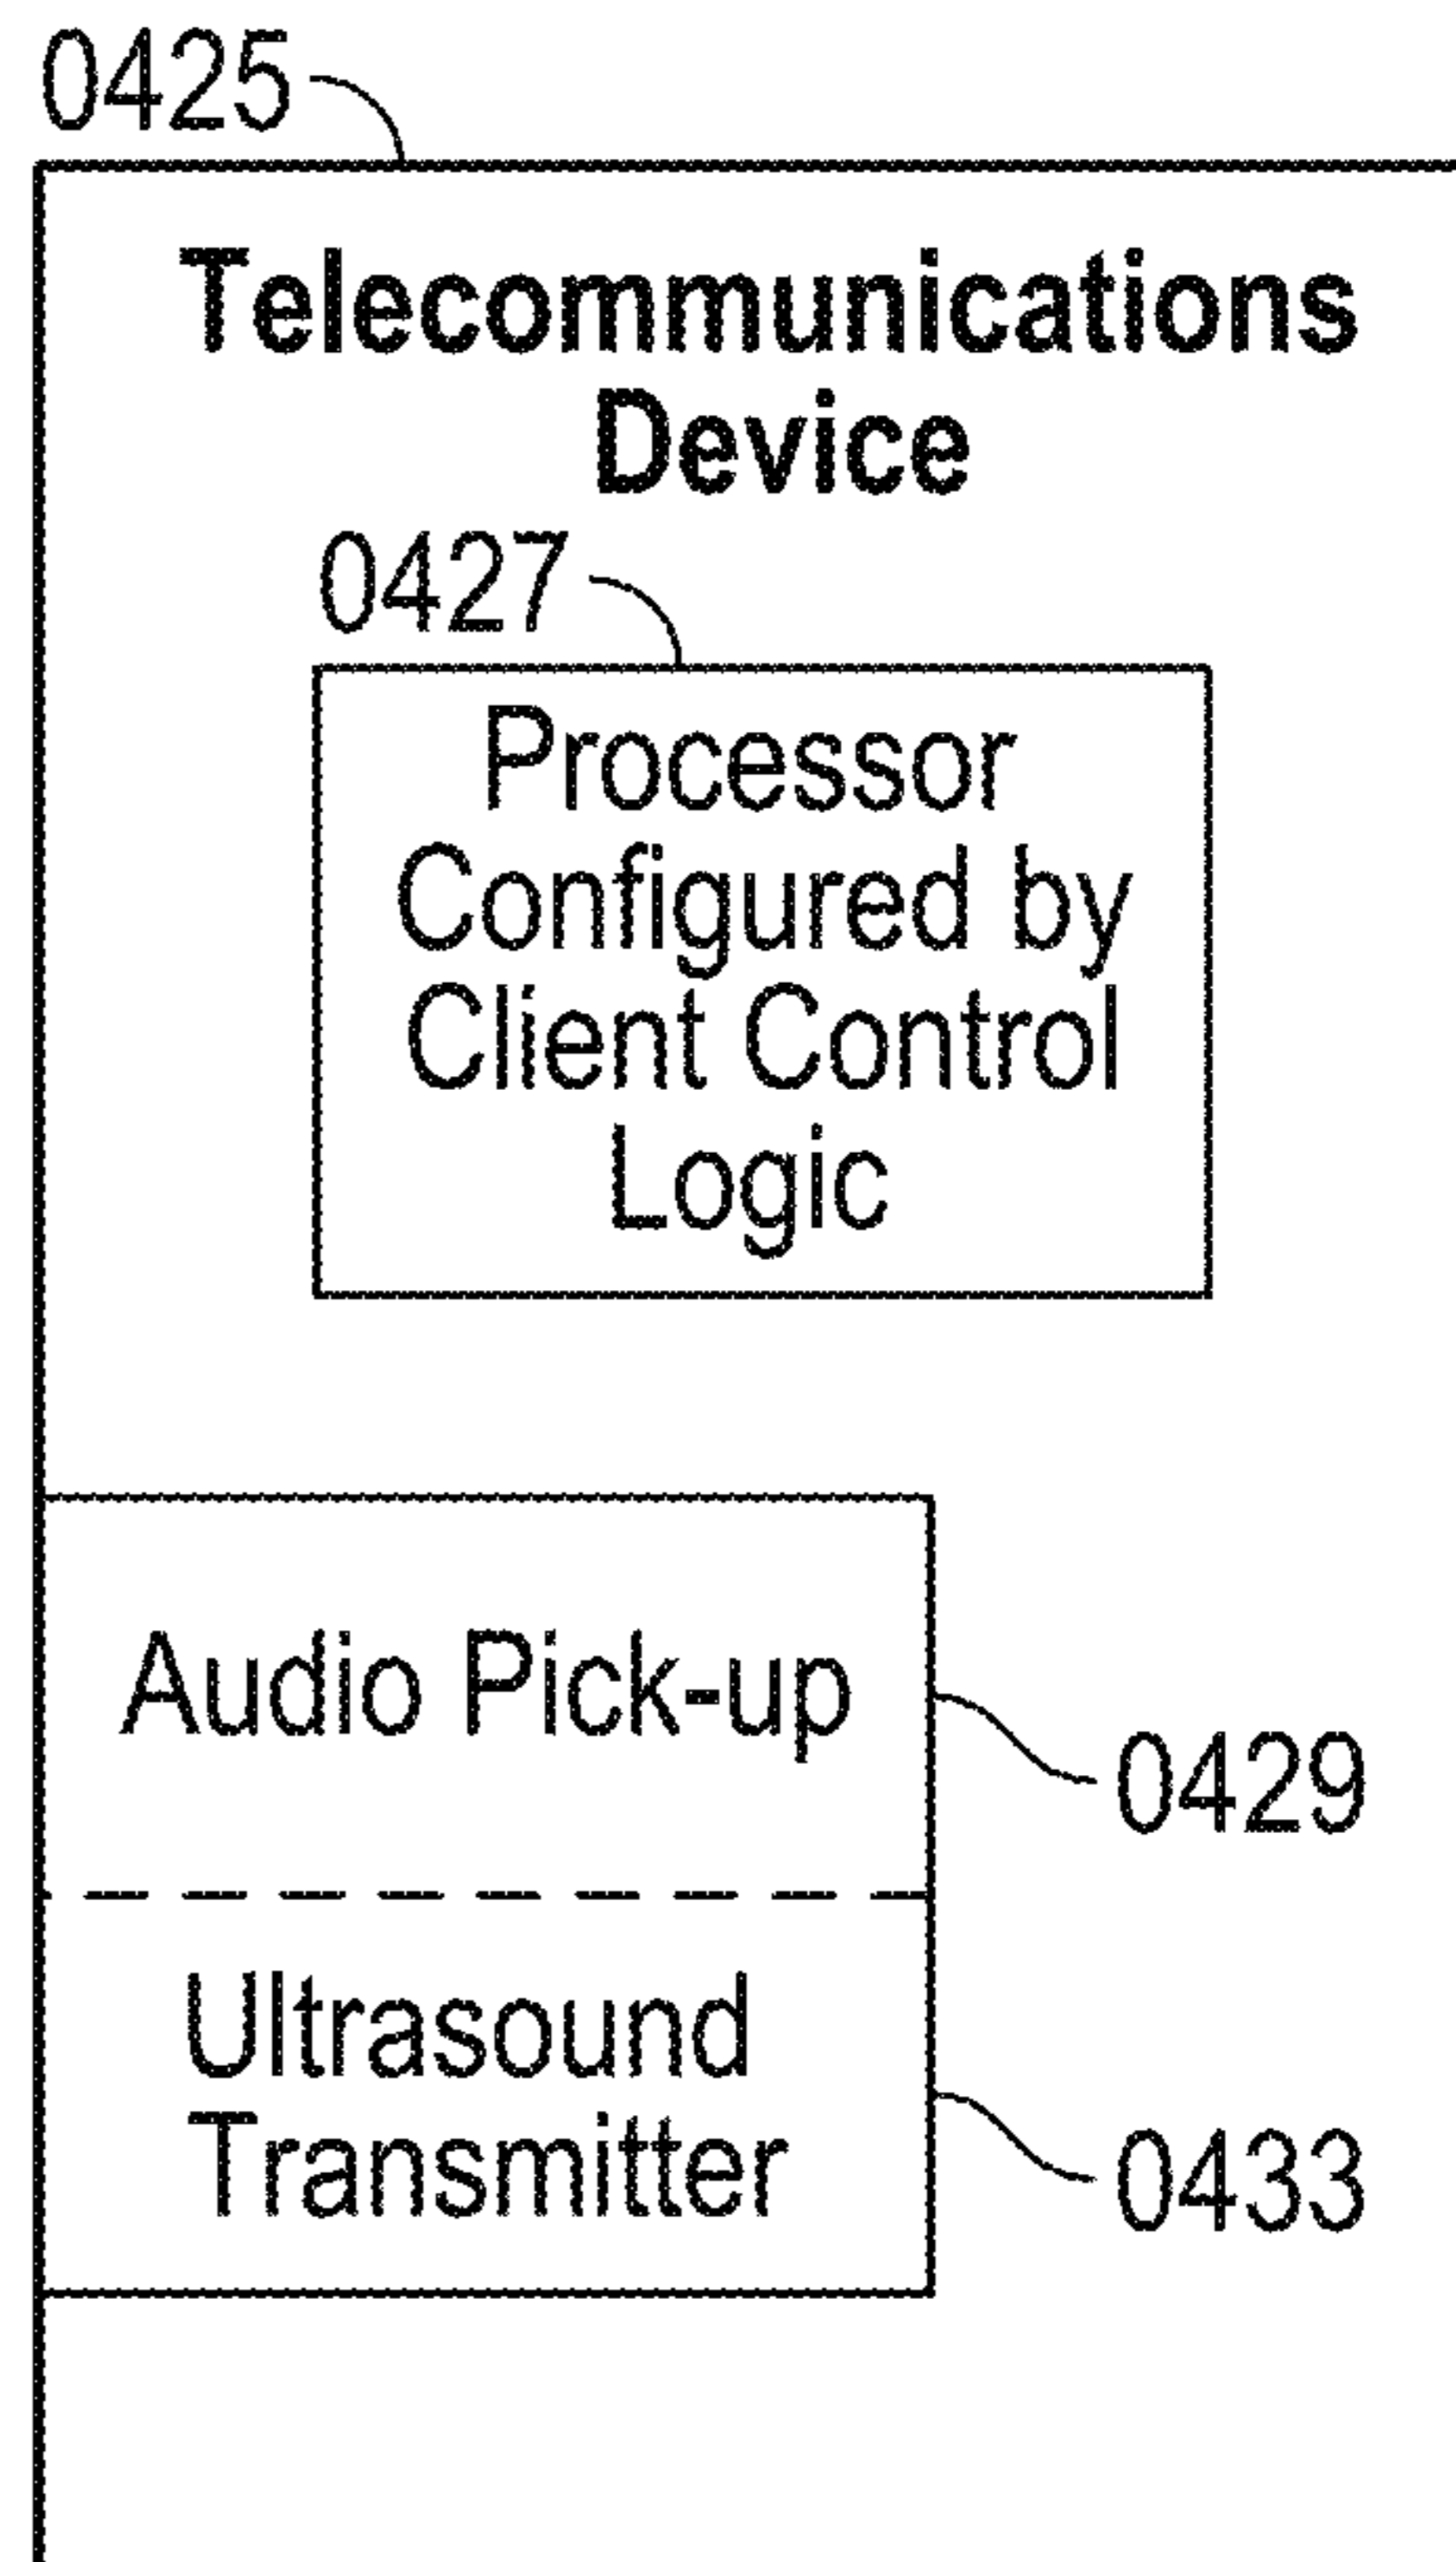 0425
Telecommunications
Device
0427
Processor
Configured by
Client Control
Logic
Audio Pick-up
0429
Ultrasound
Transmitter
0433